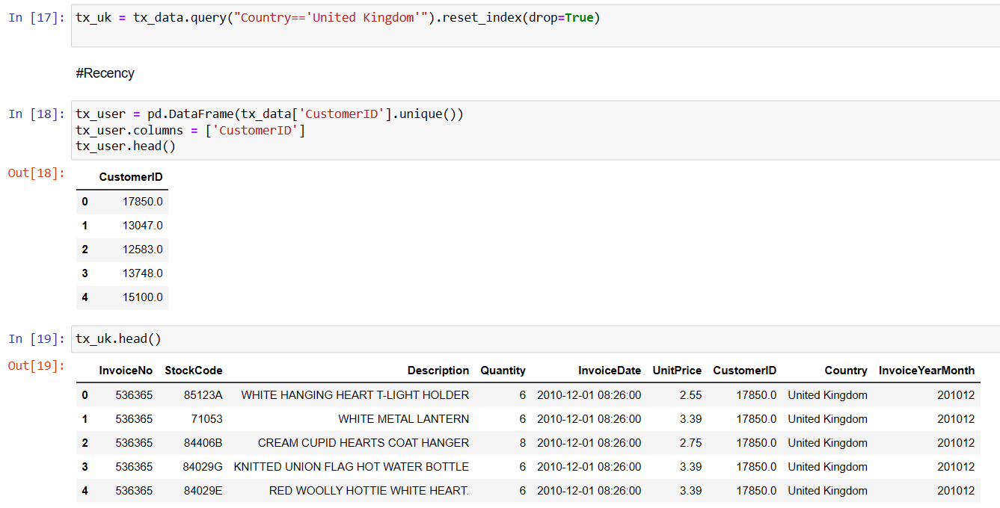 In [17]: tx_uk = tx_data.query("Country=='United Kingdom'").reset_index(drop=True)
#Recency
In [18]: tx_user = pd.DataFrame(tx_data['CustomerID'].unique())
tx_user.columns = ['CustomerID']
tx_user.head()
Out[18]:
CustomerID
0 17850.0
1 13047.0
2 12583.0
3 13748.0
4 15100.0
In [19]: tx_uk.head()
Out[19]:
InvoiceNo StockCode Description Quantity InvoiceDate UnitPrice CustomerID Country InvoiceYearMonth
0 536365 85123A WHITE HANGING HEART T-LIGHT HOLDER 6 2010-12-01 08:26:00 2.55 17850.0 United Kingdom 201012
1 536365 71053 WHITE METAL LANTERN 6 2010-12-01 08:26:00 3.39 17850.0 United Kingdom 201012
2 536365 84406B CREAM CUPID HEARTS COAT HANGER 8 2010-12-01 08:26:00 2.75 17850.0 United Kingdom 201012
3 536365 84029G KNITTED UNION FLAG HOT WATER BOTTLE 6 2010-12-01 08:26:00 3.39 17850.0 United Kingdom 201012
4 536365 84029E RED WOOLLY HOTTIE WHITE HEART. 6 2010-12-01 08:26:00 3.39 17850.0 United Kingdom 201012